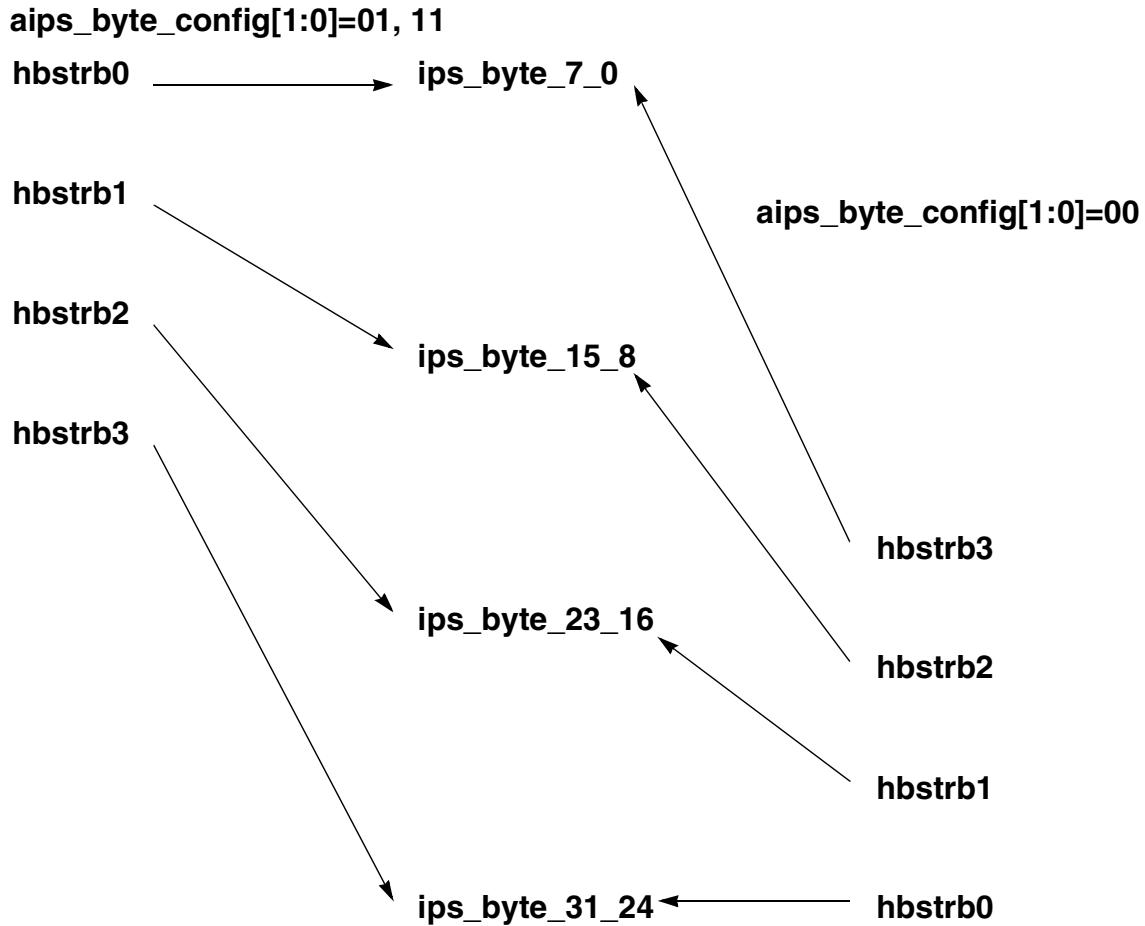 aips_byte_config[1:0]=01, 11
hbstrb0
ips_byte_7_0
hbstrb1
aips_byte_config[1:0]=00
hbstrb2
ips_byte_15_8
hbstrb3
hbstrb3
ips_byte_23_16
hbstrb2
hbstrb1
ips_byte_31_24
hbstrb0